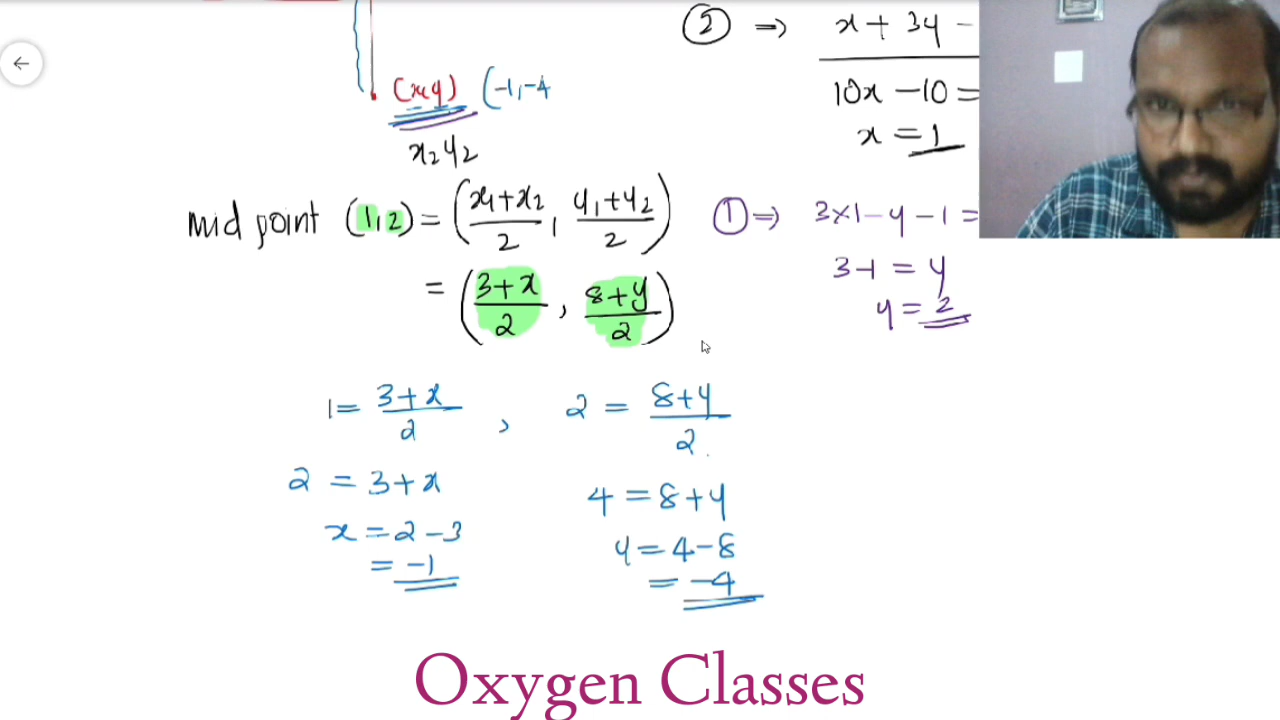 ② ⇒ x + 3y −
10x − 10 =
x = 1
(x, y) (-1, -4
x₂ y₂
mid point (1, 2) = (x₁+x₂/2, y₁+y₂/2)
= (3+x/2, 8+y/2)
① ⇒ 3×1 − y − 1 =
3-1 = y
y = 2
1 = 3+x/2 , 2 = 8+y/2
2 = 3+x
4 = 8+y
x = 2 − 3
y = 4 − 8
= −1
= −4
Oxygen Classes